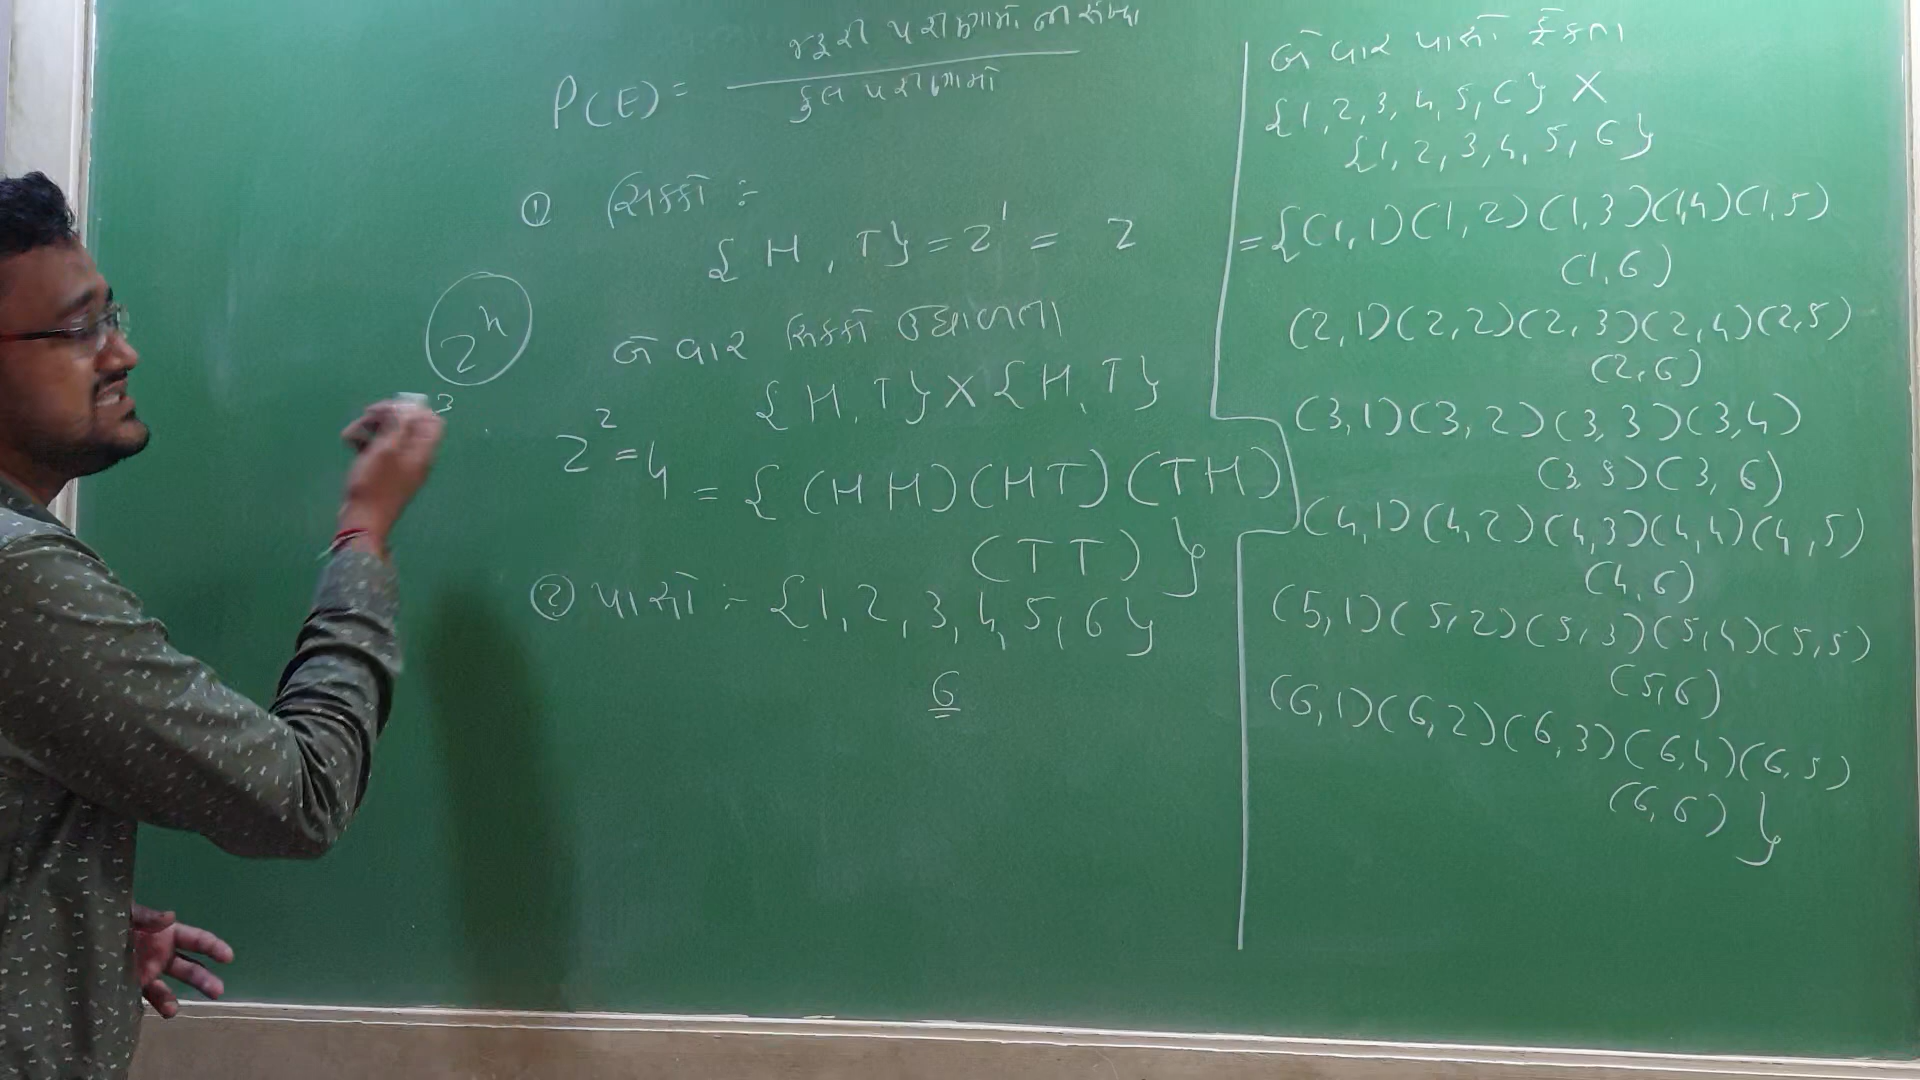 P(E) = જરૂરી પરીણામોની સંખ્યા
કુલ પરીણામો
① સિક્કો :-
{ H , T } = 2¹ = 2
2ⁿ
બે વાર સિક્કો ઉછાળતા
{ H, T } X { H, T }
3
2² = 4
= { (H H) (HT) (TH)
(TT) }
② પાસો :- {1, 2, 3, 4, 5, 6}
6
બે વાર પાસો ફેંકતા
{1, 2, 3, 4, 5, 6} X
{1, 2, 3, 4, 5, 6}
= {(1,1) (1,2) (1,3) (1,4) (1,5)
(1,6)
(2,1) (2,2) (2,3) (2,4) (2,5)
(2,6)
(3,1) (3,2) (3,3) (3,4)
(3,5) (3,6)
(4,1) (4,2) (4,3) (4,4) (4,5)
(4,6)
(5,1) (5,2) (5,3) (5,4) (5,5)
(5,6)
(6,1) (6,2) (6,3) (6,4) (6,5)
(6,6) }